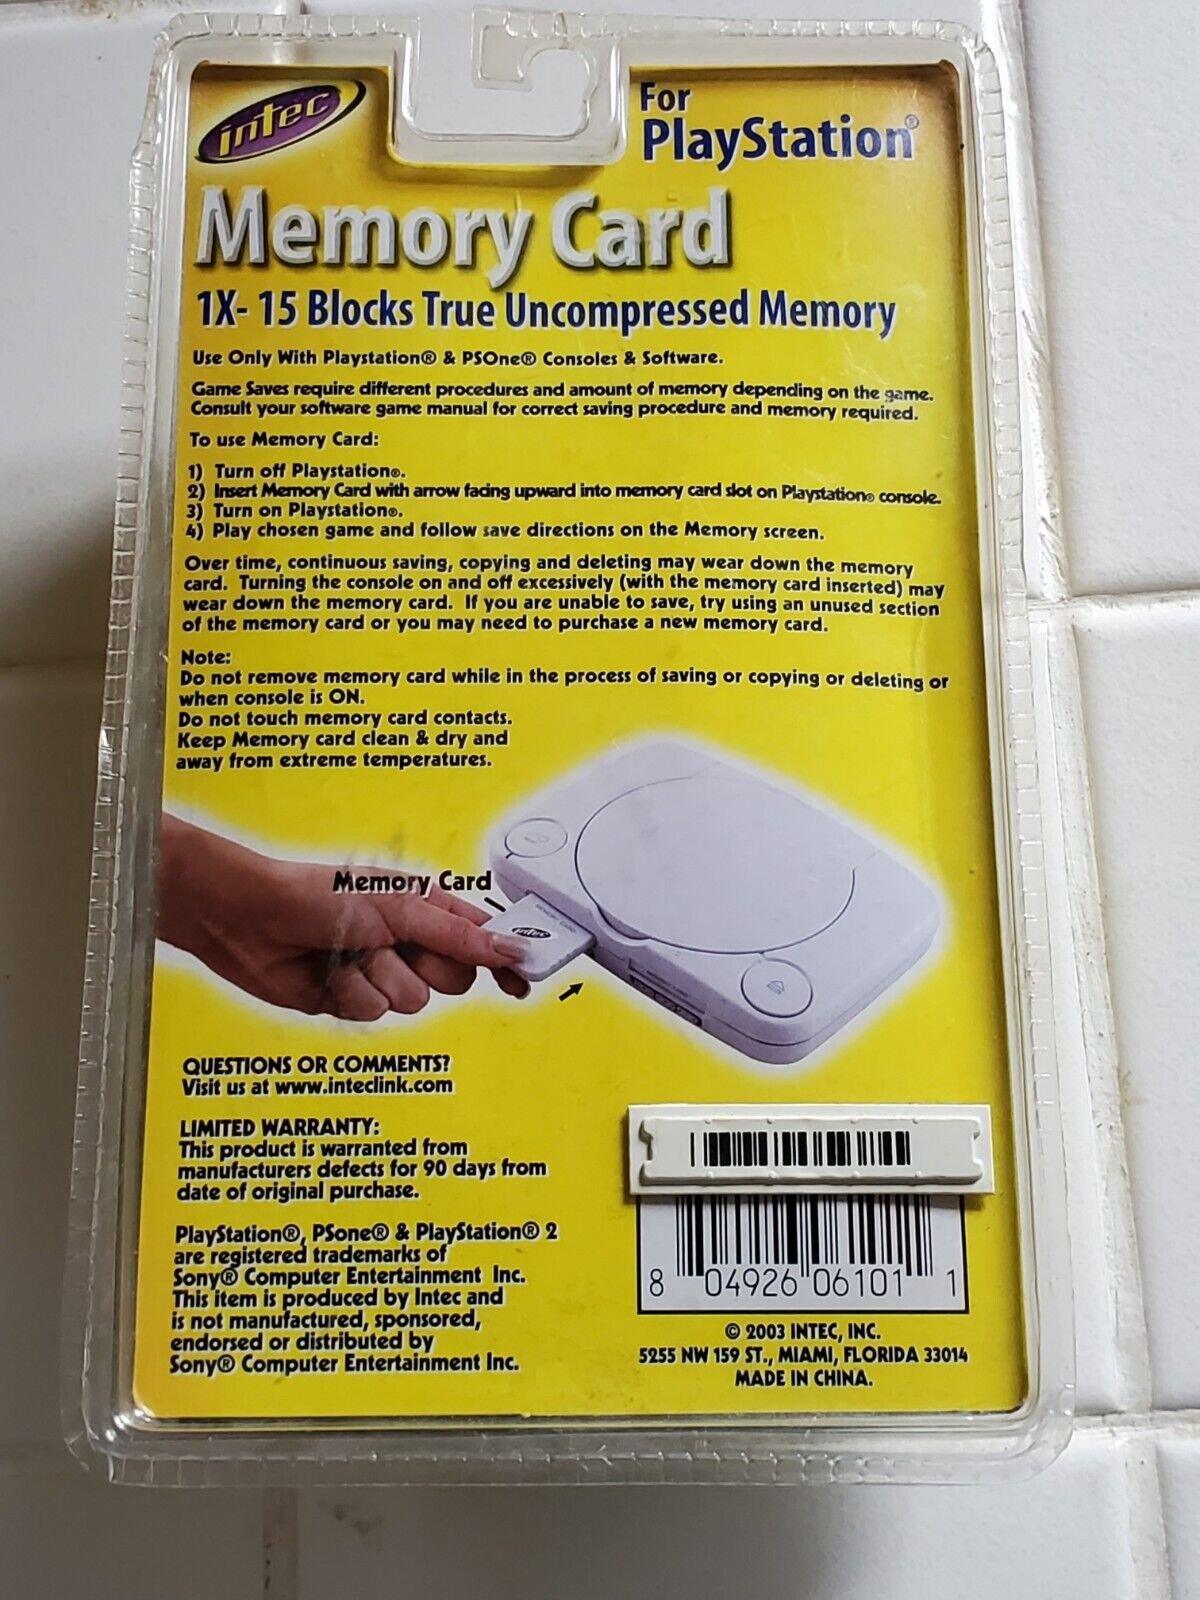 intec
For
PlayStation®
Memory Card
1X- 15 Blocks True Uncompressed Memory
Use Only With Playstation® & PSOne® Consoles & Software.
Game Saves require different procedures and amount of memory depending on the game.
Consult your software game manual for correct saving procedure and memory required.
To use Memory Card:
1) Turn off Playstation®.
2) Insert Memory Card with arrow facing upward into memory card slot on Playstation® console.
3) Turn on Playstation®.
4) Play chosen game and follow save directions on the Memory screen.
Over time, continuous saving, copying and deleting may wear down the memory
card. Turning the console on and off excessively (with the memory card inserted) may
wear down the memory card. If you are unable to save, try using an unused section
of the memory card or you may need to purchase a new memory card.
Note:
Do not remove memory card while in the process of saving or copying or deleting or
when console is ON.
Do not touch memory card contacts.
Keep Memory card clean & dry and
away from extreme temperatures.
Memory Card
MEMORY CARD
intec
QUESTIONS OR COMMENTS?
Visit us at www.inteclink.com
LIMITED WARRANTY:
This product is warranted from
manufacturers defects for 90 days from
date of original purchase.
PlayStation®, PSone® & PlayStation® 2
are registered trademarks of
Sony® Computer Entertainment Inc.
This item is produced by Intec and
is not manufactured, sponsored,
endorsed or distributed by
Sony® Computer Entertainment Inc.
8 04926 06101 1
© 2003 INTEC, INC.
5255 NW 159 ST., MIAMI, FLORIDA 33014
MADE IN CHINA.